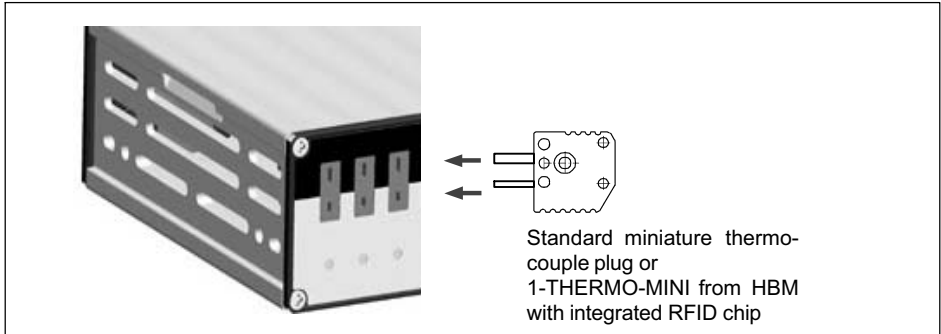 Standard miniature thermo-
couple plug or
1-THERMO-MINI from HBM
with integrated RFID chip